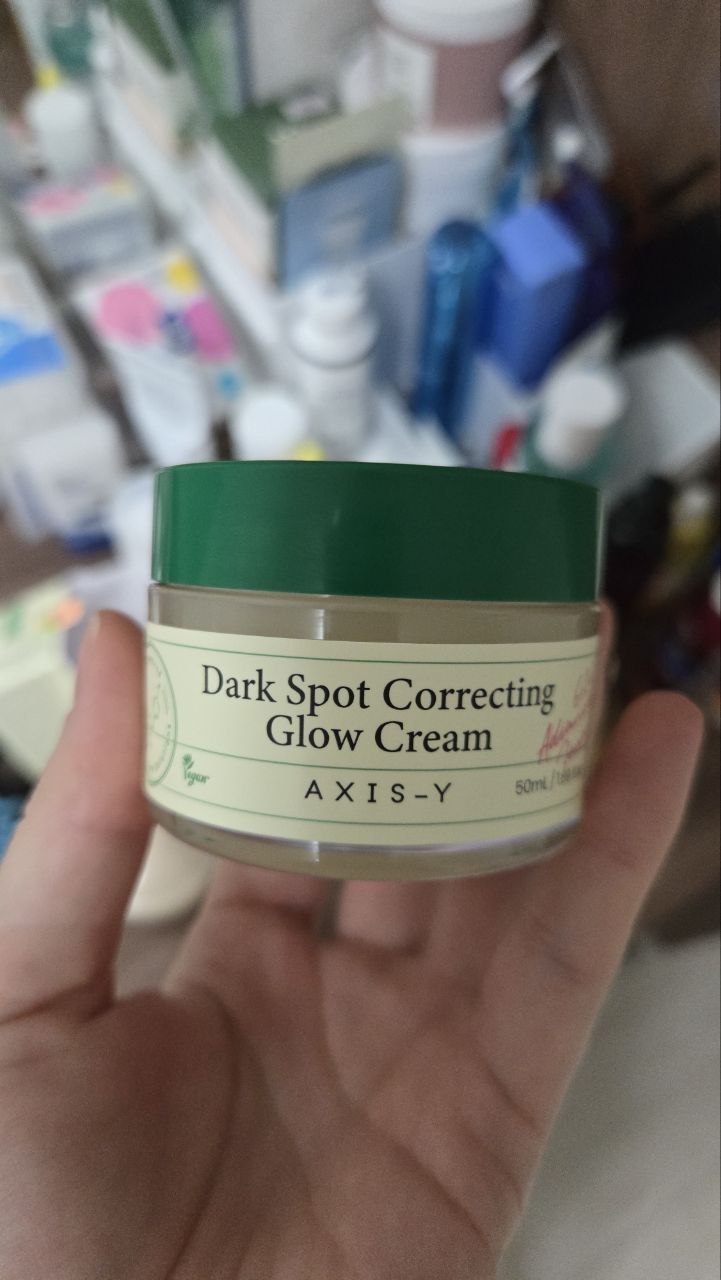 Dark Spot Correcting
Glow Cream
Vegan
AXIS-Y
50mL /